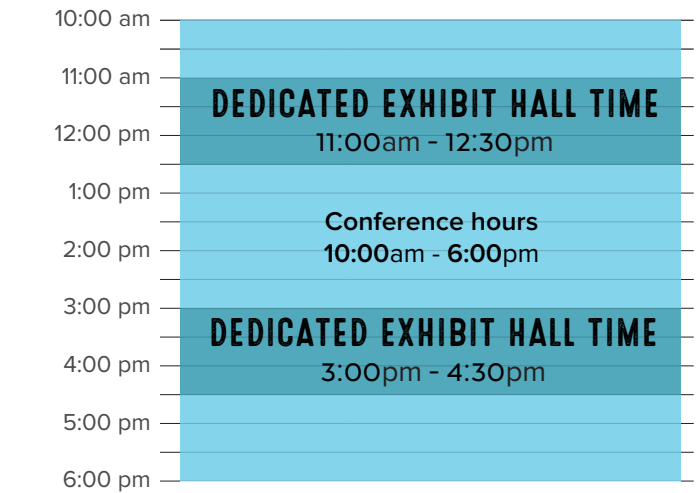 10:00 am
11:00 am
DEDICATED EXHIBIT HALL TIME
12:00 pm
11:00am - 12:30pm
1:00 pm
Conference hours
2:00 pm
10:00am - 6:00pm
3:00 pm
DEDICATED EXHIBIT HALL TIME
4:00 pm
3:00pm - 4:30pm
5:00 pm
6:00 pm